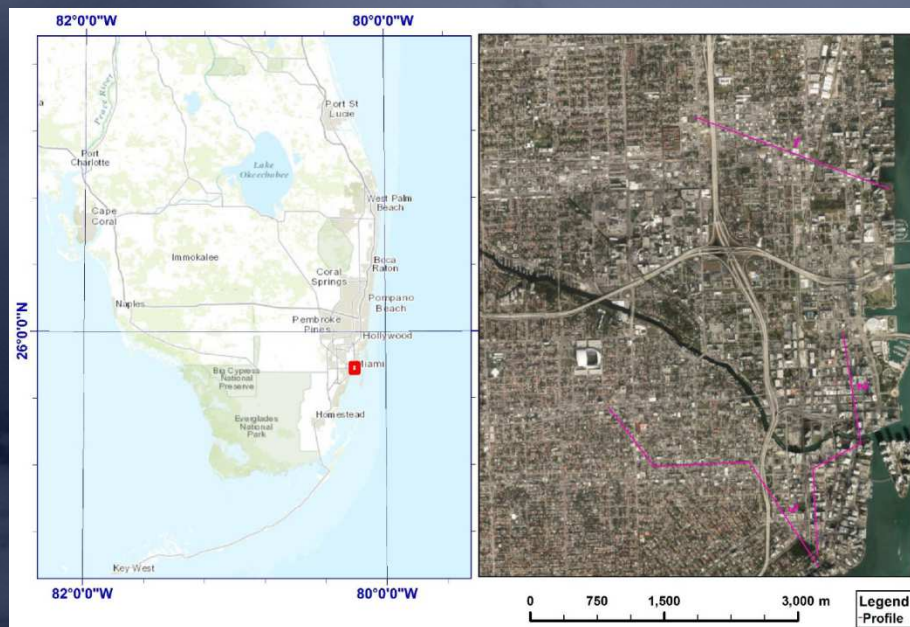 82°0'0"W
80°0'0"W
a
Peace River
Port St
Lucie
Port
Charlotte
Lake
Okeechobee
West Palm
Beach
Cape
Coral
Immokalee
Boca
Raton
Coral
Springs
Naples
Pompano
Beach
Pembroke
Pines
Hollywood
26°0'0"N
Miami
Big Cypress
National
Preserve
Homestead
Everglades
National
Park
Key West
82°0'0"W
80°0'0"W
0 750 1,500 3,000 m
Legend
Profile